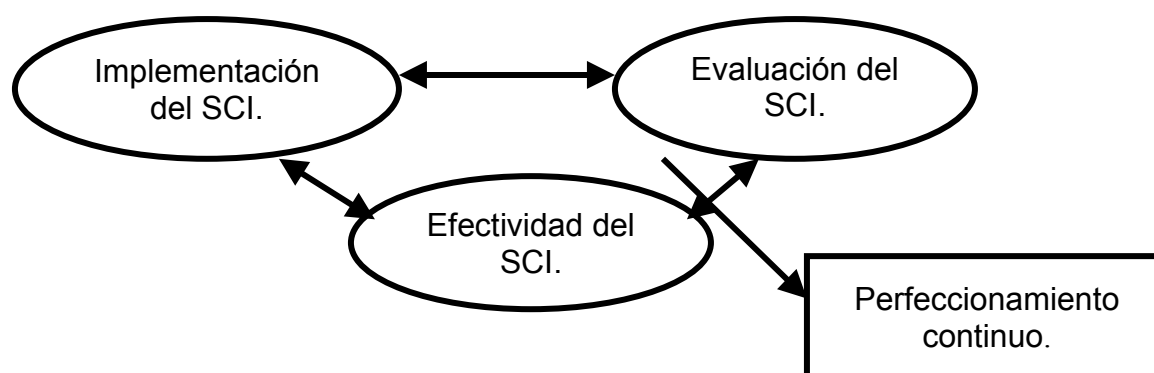 Implementación
del SCI.
Evaluación del
SCI.
Efectividad del
SCI.
Perfeccionamiento
continuo.